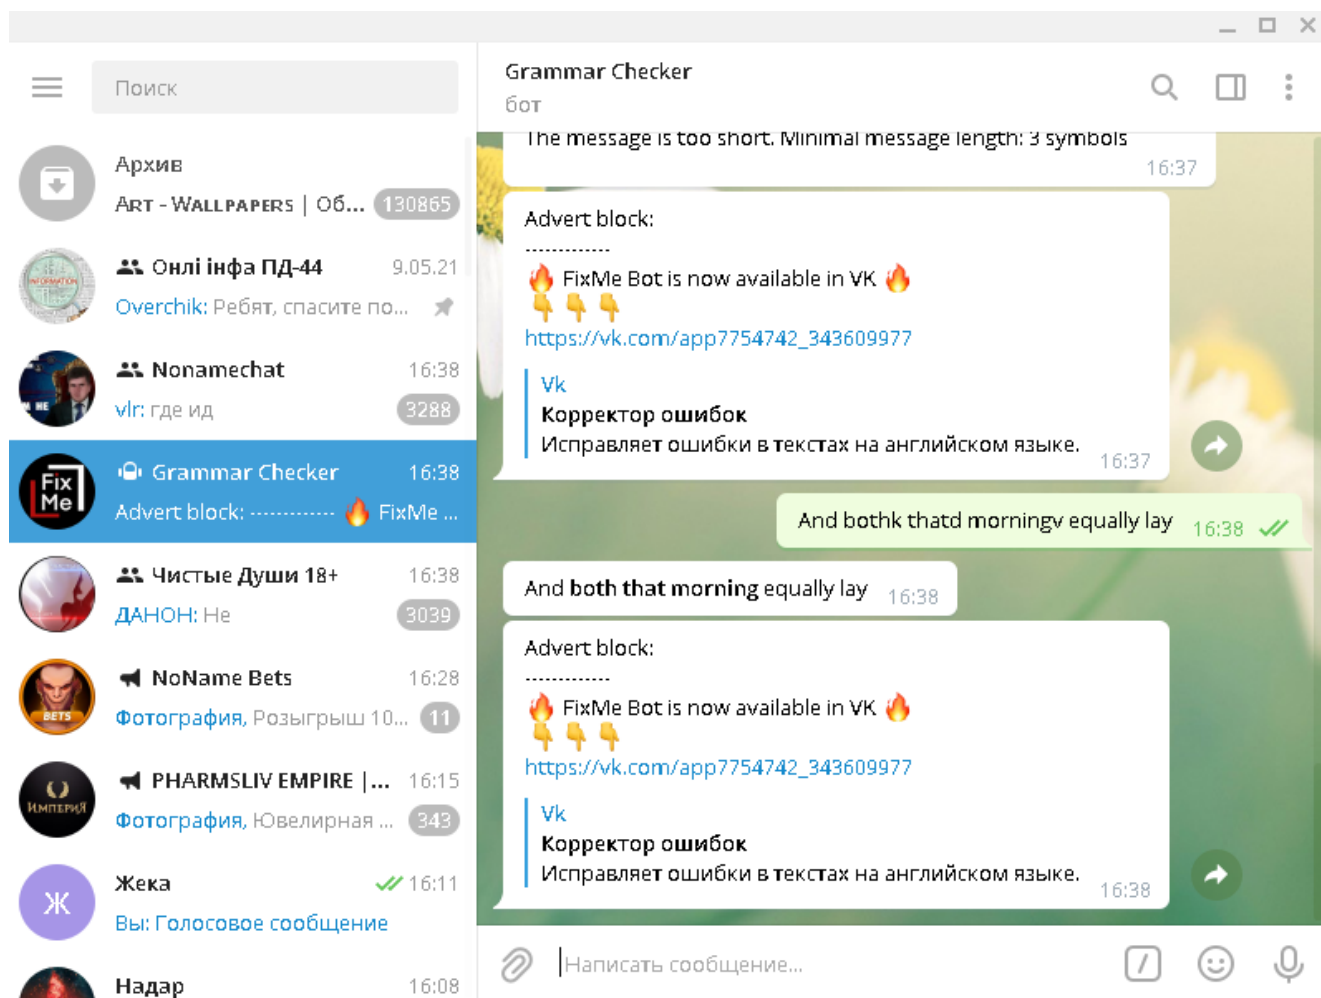 Поиск
Архив
Art - Wallpapers | Об... 130865
Онлі інфа ПД-44 9.05.21
Overchik: Ребят, спасите по...
Nonamechat 16:38
vlr: где ид 3288
Fix Me
Grammar Checker 16:38
Advert block: ------------- 🔥 FixMe ...
Чистые Души 18+ 16:38
ДАНОН: Не 3039
NoName Bets 16:28
BETS
Фотография, Розыгрыш 10... 11
PHARMSLIV EMPIRE |... 16:15
ИМПЕРИЯ
Фотография, Ювелирная ... 343
Ж
Жека 16:11
Вы: Голосовое сообщение
Надар 16:08
Grammar Checker
бот
The message is too short. Minimal message length: 3 symbols
16:37
Advert block:
-------------
🔥 FixMe Bot is now available in VK 🔥
👇 👇 👇
https://vk.com/app7754742_343609977
Vk
Корректор ошибок
Исправляет ошибки в текстах на английском языке.
16:37
And bothk thatd morningv equally lay 16:38
And both that morning equally lay 16:38
Advert block:
-------------
🔥 FixMe Bot is now available in VK 🔥
👇 👇 👇
https://vk.com/app7754742_343609977
Vk
Корректор ошибок
Исправляет ошибки в текстах на английском языке.
16:38
Написать сообщение...